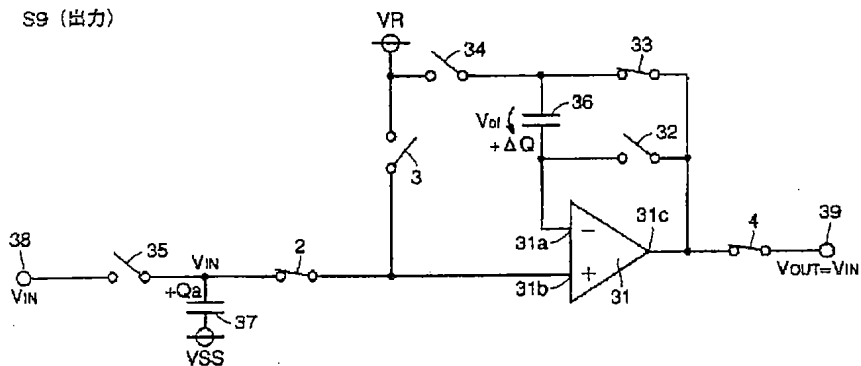 S9 (出力)
VR
34
33
36
Vof
+ΔQ
32
3
31c
4
39
38
35
VIN
2
31a
−
VIN
+Qa
31b
+
31
VOUT=VIN
37
VSS